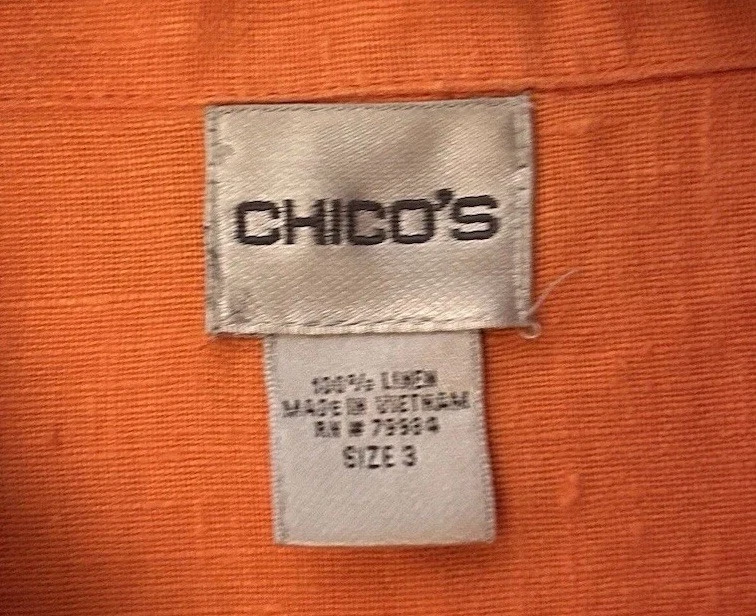 CHICO'S
100% LINEN
MADE IN VIETNAM
RN # 79984
SIZE 3